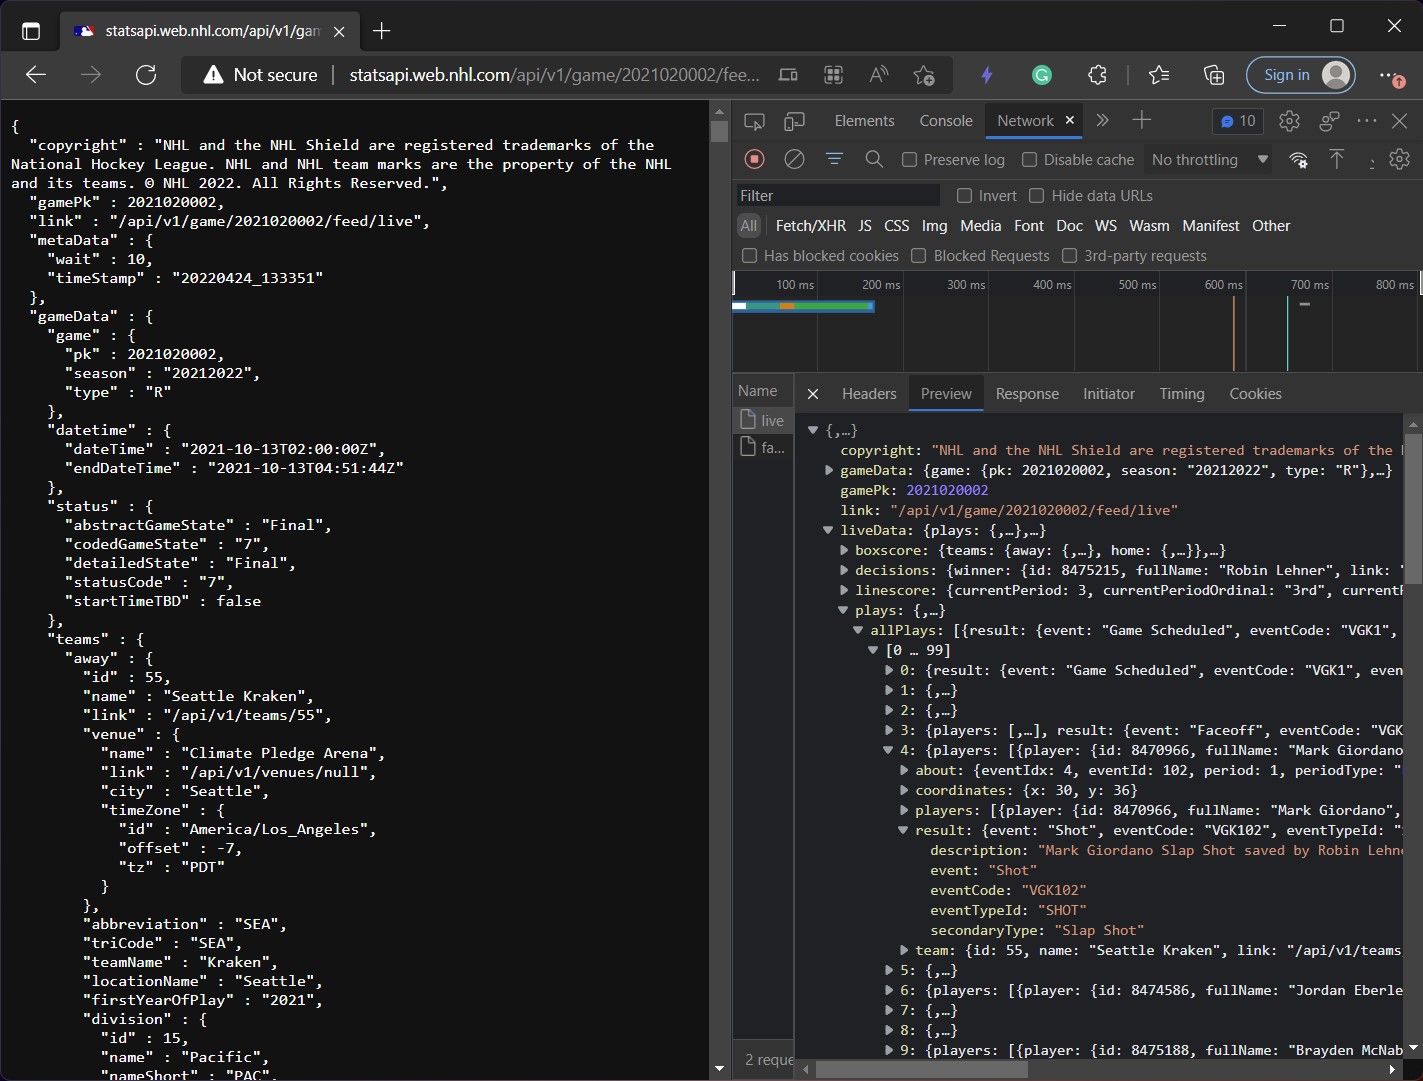 statsapi.web.nhl.com/api/v1/gam
Not secure
statsapi.web.nhl.com/api/v1/game/2021020002/fee...
Sign in
{
"copyright" : "NHL and the NHL Shield are registered trademarks of the
National Hockey League. NHL and NHL team marks are the property of the NHL
and its teams. © NHL 2022. All Rights Reserved.",
"gamePk" : 2021020002,
"link" : "/api/v1/game/2021020002/feed/live",
"metaData" : {
"wait" : 10,
"timeStamp" : "20220424_133351"
},
"gameData" : {
"game" : {
"pk" : 2021020002,
"season" : "20212022",
"type" : "R"
},
"datetime" : {
"dateTime" : "2021-10-13T02:00:00Z",
"endDateTime" : "2021-10-13T04:51:44Z"
},
"status" : {
"abstractGameState" : "Final",
"codedGameState" : "7",
"detailedState" : "Final",
"statusCode" : "7",
"startTimeTBD" : false
},
"teams" : {
"away" : {
"id" : 55,
"name" : "Seattle Kraken",
"link" : "/api/v1/teams/55",
"venue" : {
"name" : "Climate Pledge Arena",
"link" : "/api/v1/venues/null",
"city" : "Seattle",
"timeZone" : {
"id" : "America/Los_Angeles",
"offset" : -7,
"tz" : "PDT"
}
},
"abbreviation" : "SEA",
"triCode" : "SEA",
"teamName" : "Kraken",
"locationName" : "Seattle",
"firstYearOfPlay" : "2021",
"division" : {
"id" : 15,
"name" : "Pacific",
"nameShort" : "PAC",
Elements Console Network 10
Preserve log Disable cache No throttling
Filter Invert Hide data URLs
All Fetch/XHR JS CSS Img Media Font Doc WS Wasm Manifest Other
Has blocked cookies Blocked Requests 3rd-party requests
100 ms 200 ms 300 ms 400 ms 500 ms 600 ms 700 ms 800 ms
Name
live
fa...
2 reque
Headers Preview Response Initiator Timing Cookies
{,…}
copyright: "NHL and the NHL Shield are registered trademarks of the
gameData: {game: {pk: 2021020002, season: "20212022", type: "R"},…}
gamePk: 2021020002
link: "/api/v1/game/2021020002/feed/live"
liveData: {plays: {,…},…}
boxscore: {teams: {away: {,…}, home: {,…}},…}
decisions: {winner: {id: 8475215, fullName: "Robin Lehner", link: "
linescore: {currentPeriod: 3, currentPeriodOrdinal: "3rd", current
plays: {,…}
allPlays: [{result: {event: "Game Scheduled", eventCode: "VGK1",
[0 … 99]
0: {result: {event: "Game Scheduled", eventCode: "VGK1", even
1: {,…}
2: {,…}
3: {players: [,…], result: {event: "Faceoff", eventCode: "VGK
4: {players: [{player: {id: 8470966, fullName: "Mark Giordano
about: {eventIdx: 4, eventId: 102, period: 1, periodType: "
coordinates: {x: 30, y: 36}
players: [{player: {id: 8470966, fullName: "Mark Giordano",
result: {event: "Shot", eventCode: "VGK102", eventTypeId: "
description: "Mark Giordano Slap Shot saved by Robin Lehne
event: "Shot"
eventCode: "VGK102"
eventTypeId: "SHOT"
secondaryType: "Slap Shot"
team: {id: 55, name: "Seattle Kraken", link: "/api/v1/teams
5: {,…}
6: {players: [{player: {id: 8474586, fullName: "Jordan Eberle
7: {,…}
8: {,…}
9: {players: [{player: {id: 8475188, fullName: "Brayden McNab